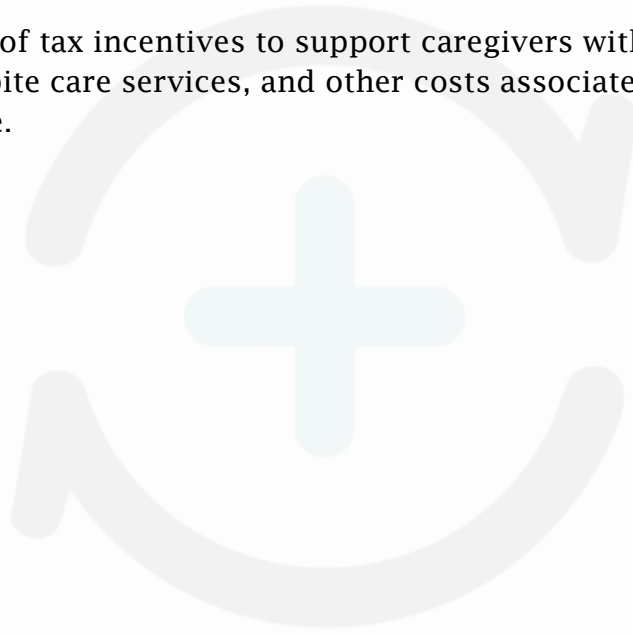 of tax incentives to support caregivers
care services, and other costs